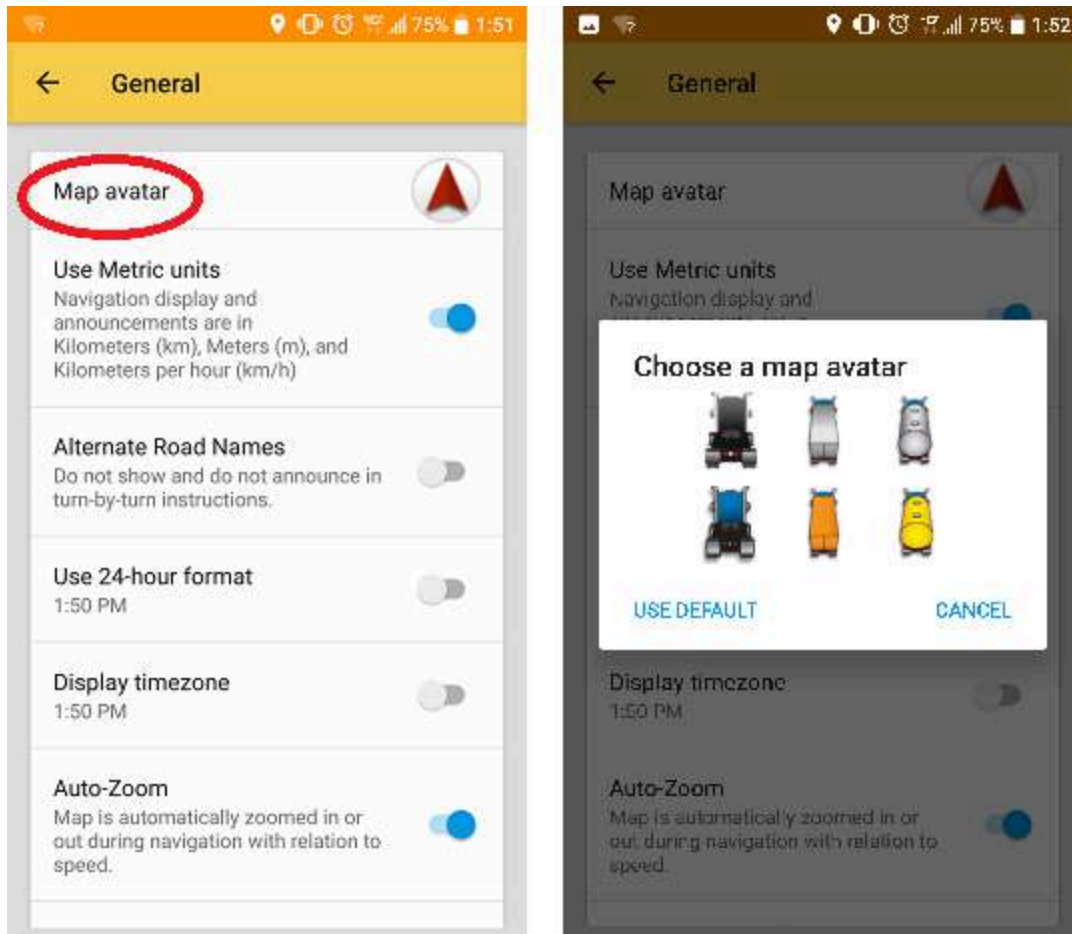 75% 1:51
General
Map avatar
Use Metric units
Navigation display and
announcements are in
Kilometers (km), Meters (m), and
Kilometers per hour (km/h)
Alternate Road Names
Do not show and do not announce in
turn-by-turn instructions.
Use 24-hour format
1:50 PM
Display timezone
1:50 PM
Auto-Zoom
Map is automatically zoomed in or
out during navigation with relation to
speed.
75% 1:52
General
Map avatar
Use Metric units
Navigation display and
Choose a map avatar
USE DEFAULT CANCEL
Display timezone
1:50 PM
Auto-Zoom
Map is automatically zoomed in or
out during navigation with relation to
speed.